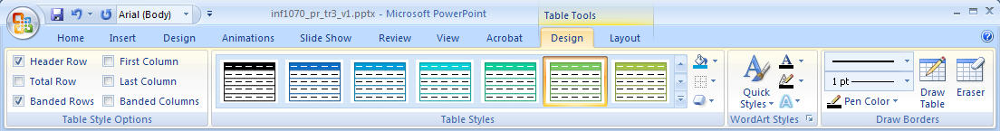 Arial (Body)
inf1070_pr_tr3_v1.pptx - Microsoft PowerPoint
Table Tools
Home Insert Design Animations Slide Show Review View Acrobat Design Layout
Header Row First Column
Total Row Last Column
Banded Rows Banded Columns
Table Style Options
Table Styles
Quick Styles
A
A
A
WordArt Styles
1 pt
Pen Color
Draw Table
Eraser
Draw Borders